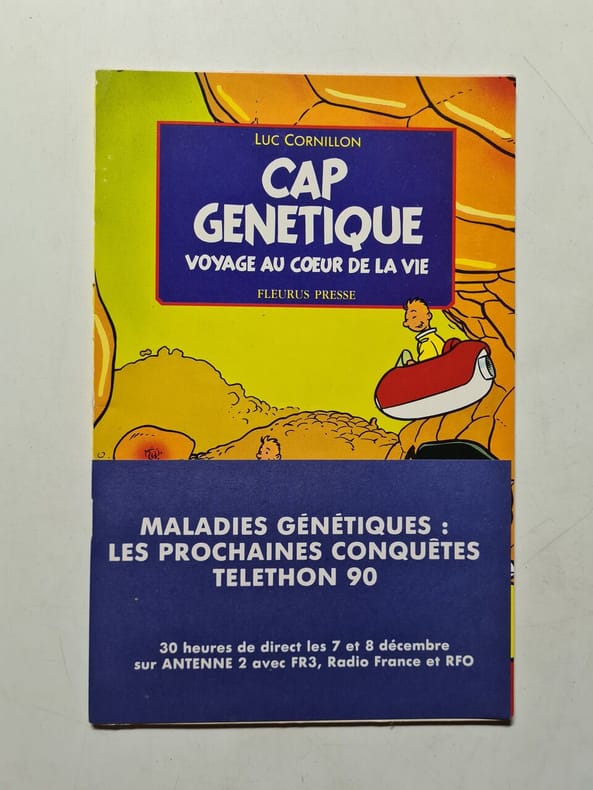 LUC CORNILLON
CAP
GENETIQUE
VOYAGE AU CŒUR DE LA VIE
FLEURUS PRESSE
MALADIES GÉNÉTIQUES :
LES PROCHAINES CONQUÊTES
TELETHON 90
30 heures de direct les 7 et 8 décembre
sur ANTENNE 2 avec FR3, Radio France et RFO